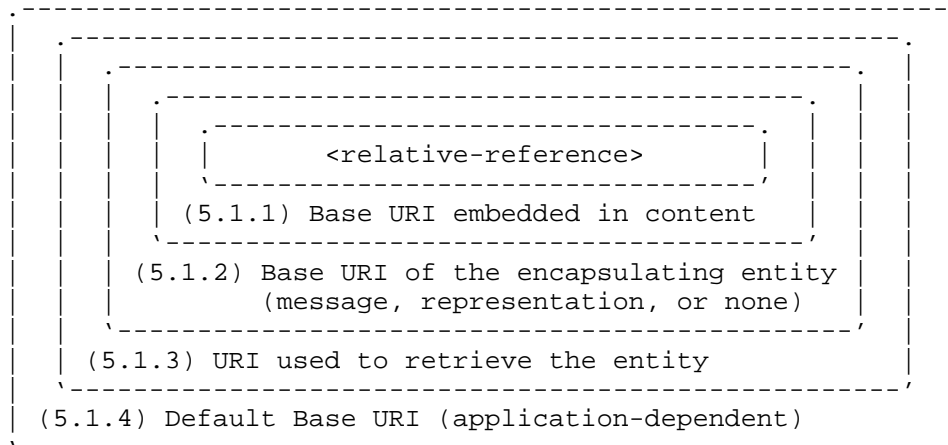 <relative-reference>
(5.1.1) Base URI embedded in content
(5.1.2) Base URI of the encapsulating entity
(message, representation, or none)
(5.1.3) URI used to retrieve the entity
(5.1.4) Default Base URI (application-dependent)